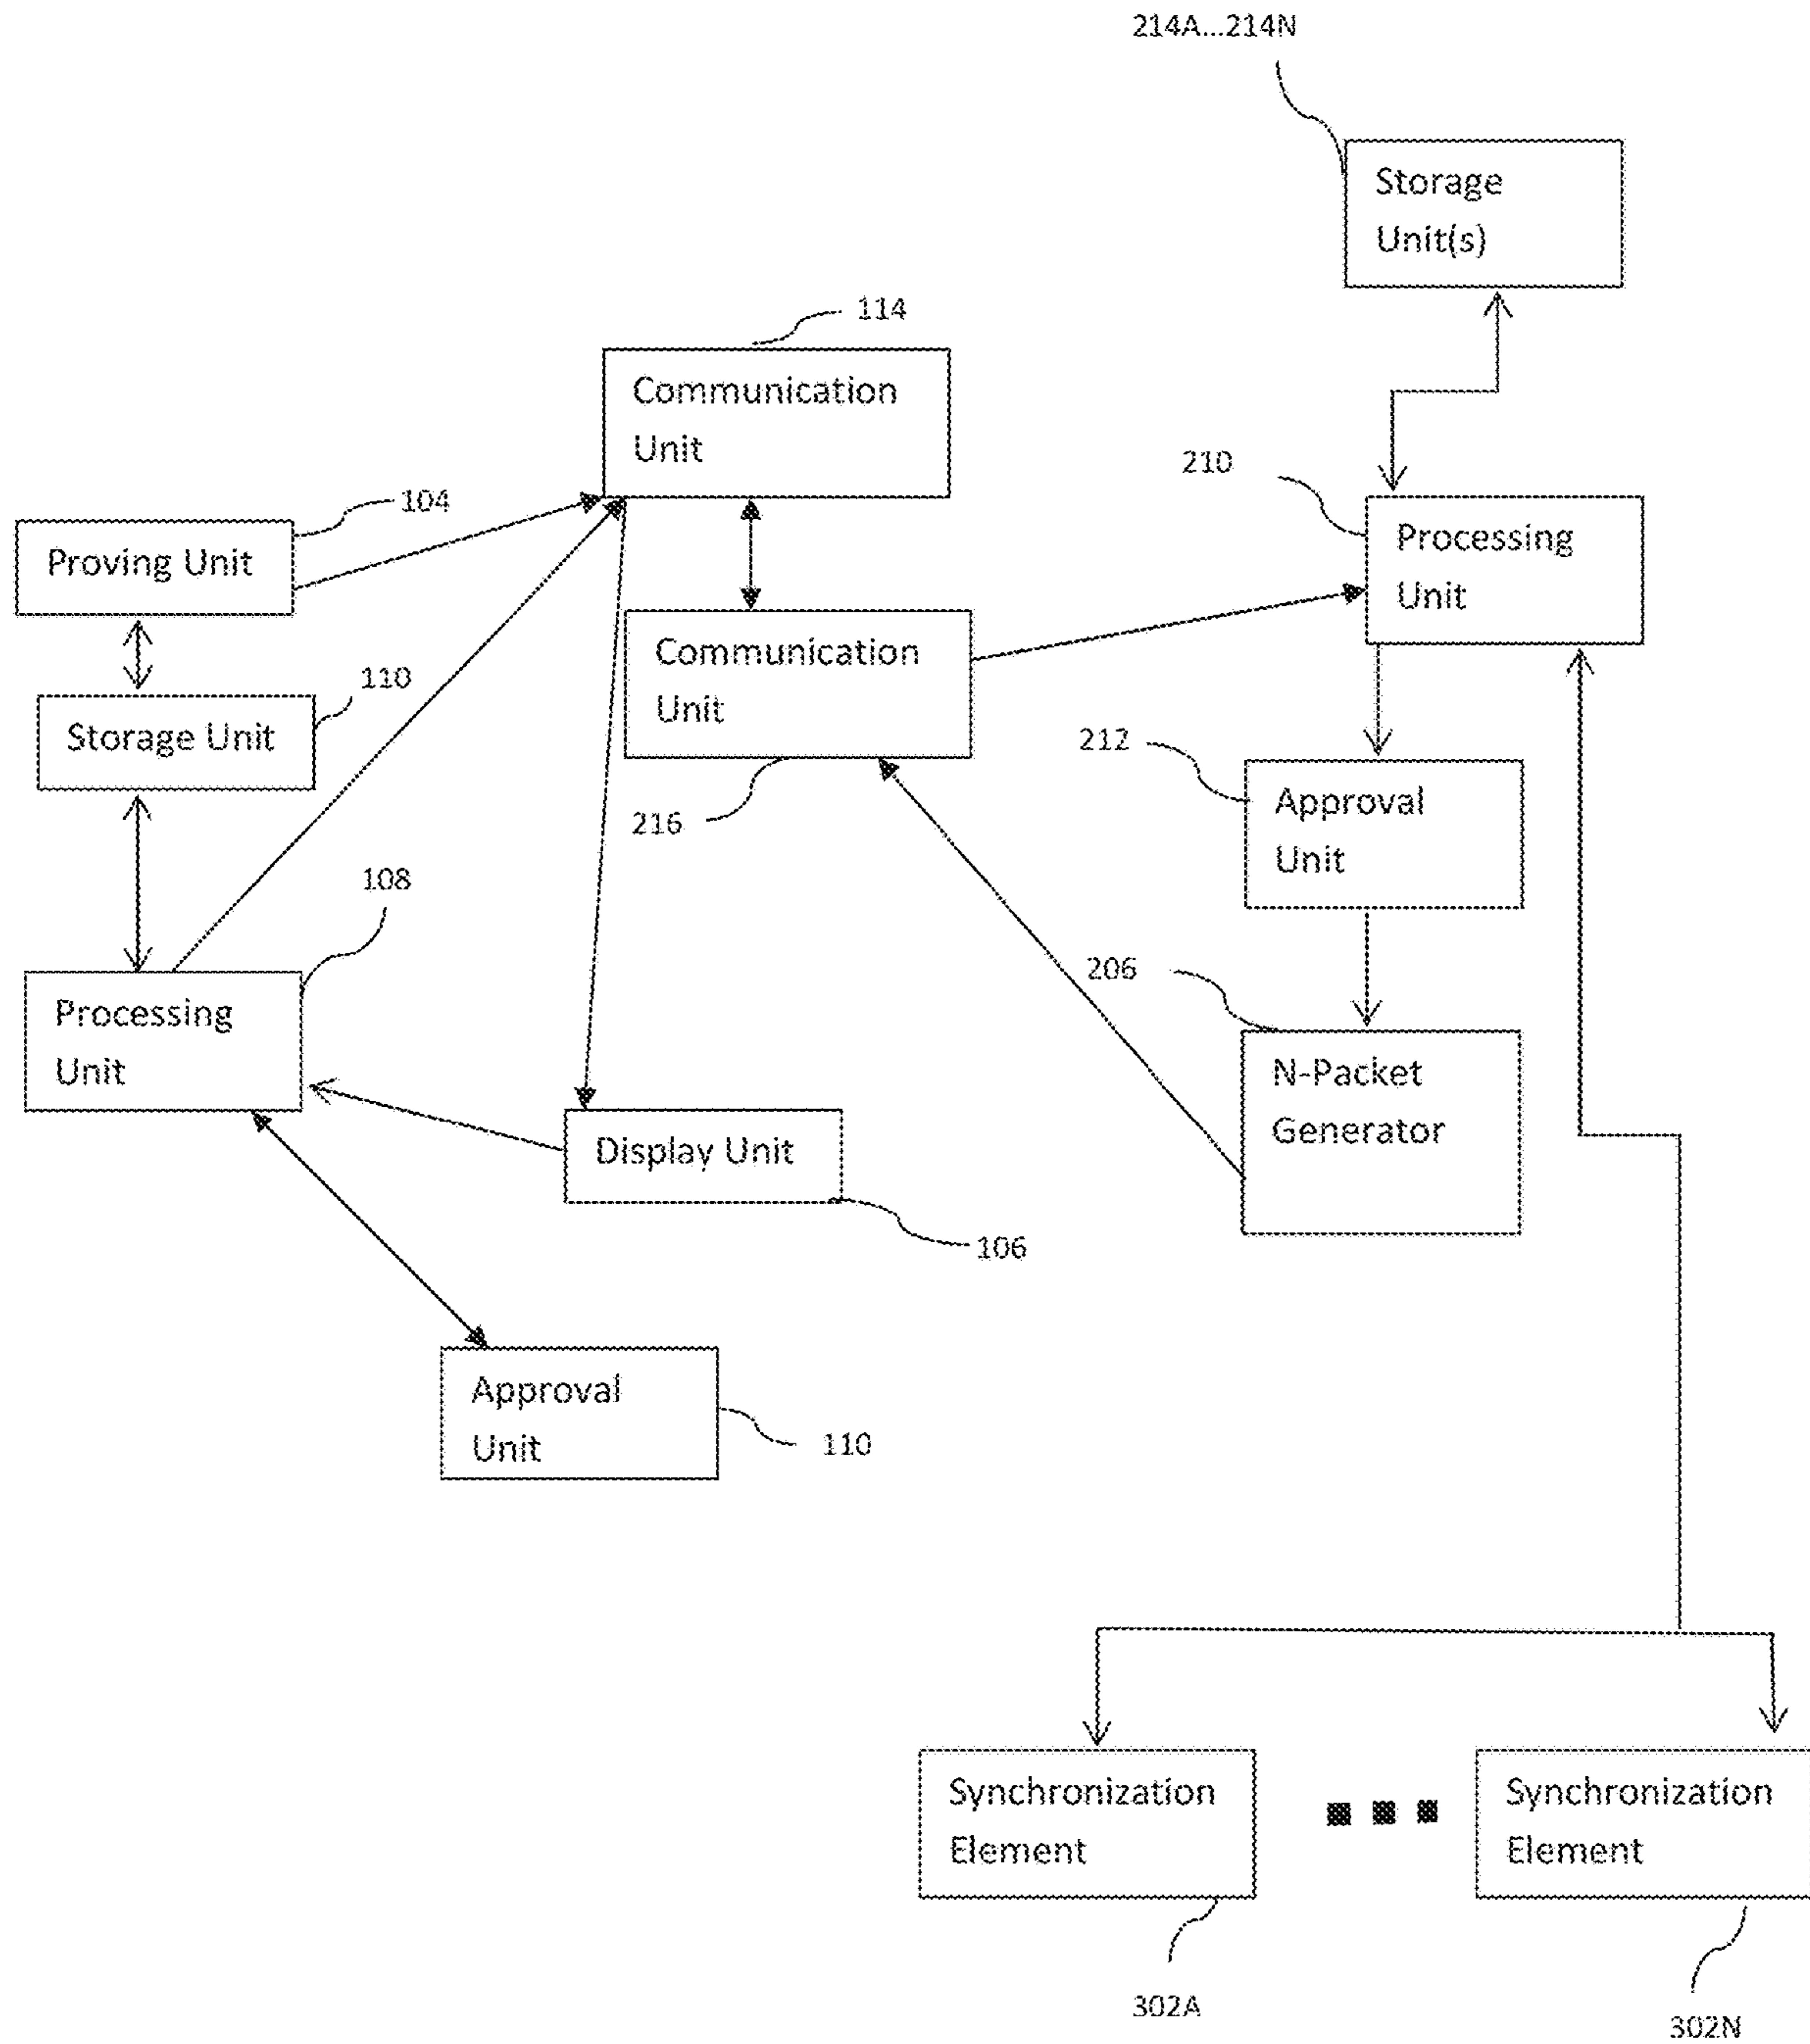 214A...214N
Storage
Unit(s)
114
Communication
Unit
210
Processing
Unit
104
Proving Unit
Communication
Unit
110
Storage Unit
212
Approval
Unit
216
108
206
Processing
Unit
N-Packet
Generator
Display Unit
106
Approval
Unit
110
Synchronization
Element
Synchronization
Element
302A
302N